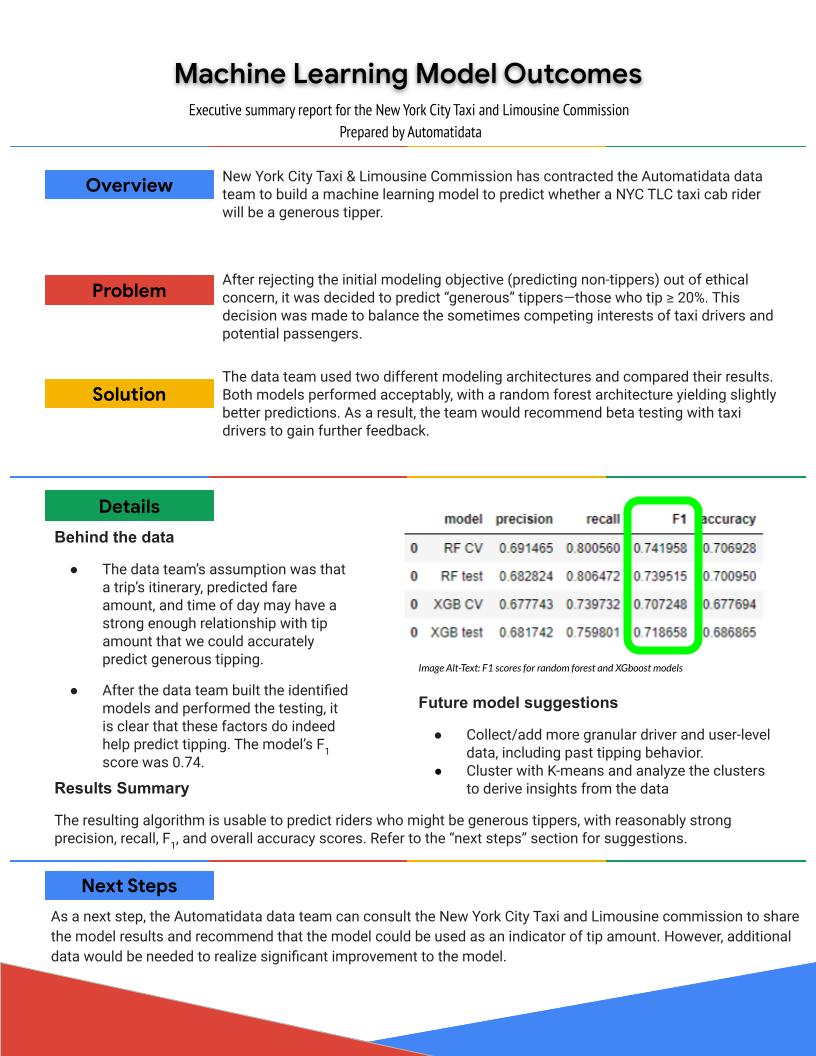 Machine Learning Model Outcomes
Executive summary report for the New York City Taxi and Limousine Commission
Prepared by Automatidata
Overview
New York City Taxi & Limousine Commission has contracted the Automatidata data
team to build a machine learning model to predict whether a NYC TLC taxi cab rider
will be a generous tipper.
Problem
After rejecting the initial modeling objective (predicting non-tippers) out of ethical
concern, it was decided to predict “generous” tippers—those who tip ≥ 20%. This
decision was made to balance the sometimes competing interests of taxi drivers and
potential passengers.
Solution
The data team used two different modeling architectures and compared their results.
Both models performed acceptably, with a random forest architecture yielding slightly
better predictions. As a result, the team would recommend beta testing with taxi
drivers to gain further feedback.
Details
Behind the data
● The data team’s assumption was that
a trip’s itinerary, predicted fare
amount, and time of day may have a
strong enough relationship with tip
amount that we could accurately
predict generous tipping.
● After the data team built the identified
models and performed the testing, it
is clear that these factors do indeed
help predict tipping. The model’s F1
score was 0.74.
model precision recall F1 accuracy
0 RF CV 0.691465 0.800560 0.741958 0.706928
0 RF test 0.682824 0.806472 0.739515 0.700950
0 XGB CV 0.677743 0.739732 0.707248 0.677694
0 XGB test 0.681742 0.759801 0.718658 0.686865
Image Alt-Text: F1 scores for random forest and XGboost models
Future model suggestions
● Collect/add more granular driver and user-level
data, including past tipping behavior.
● Cluster with K-means and analyze the clusters
to derive insights from the data
Results Summary
The resulting algorithm is usable to predict riders who might be generous tippers, with reasonably strong
precision, recall, F1, and overall accuracy scores. Refer to the “next steps” section for suggestions.
Next Steps
As a next step, the Automatidata data team can consult the New York City Taxi and Limousine commission to share
the model results and recommend that the model could be used as an indicator of tip amount. However, additional
data would be needed to realize significant improvement to the model.